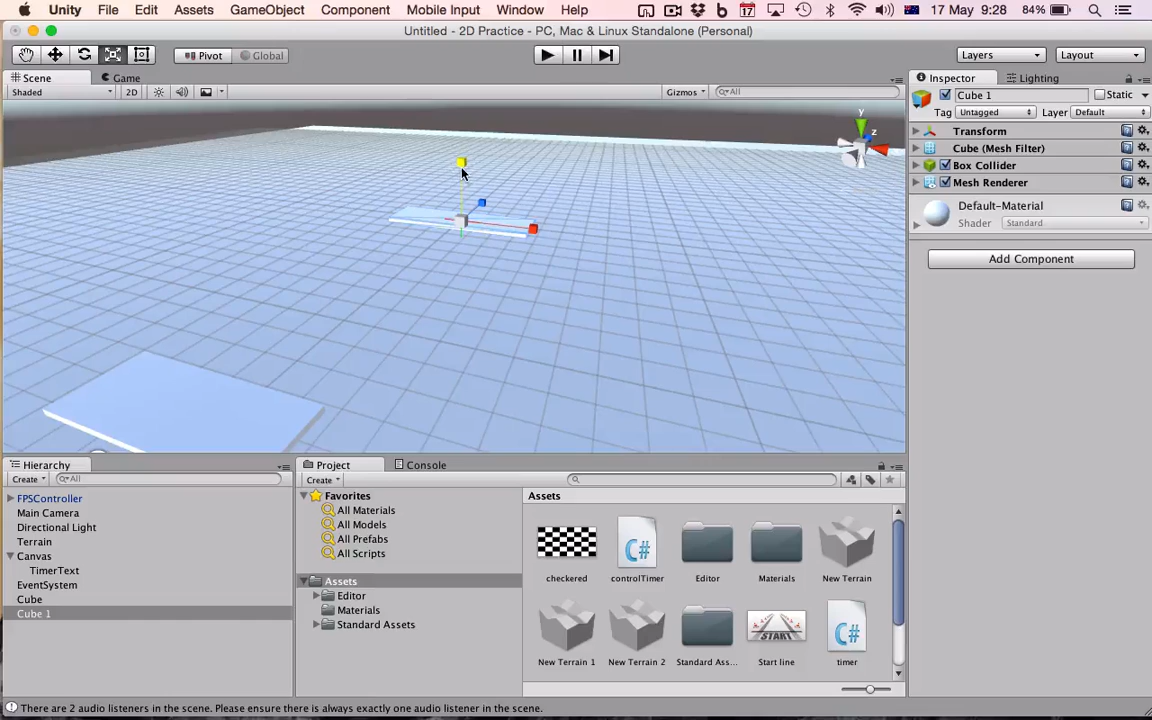 Unity File Edit Assets GameObject Component Mobile Input Window Help 17 May 9:28 84%
Untitled - 2D Practice - PC, Mac & Linux Standalone (Personal)
Pivot Global Layers Layout
Scene Game Inspector Lighting
Shaded 2D Gizmos All Cube 1 Static
Tag Untagged Layer Default
y
z
Transform
Cube (Mesh Filter)
Box Collider
Mesh Renderer
Default-Material
Shader Standard
Add Component
Hierarchy Project Console
Create All Create
FPSController
Main Camera
Directional Light
Terrain
Canvas
TimerText
EventSystem
Cube
Cube 1
Favorites
All Materials
All Models
All Prefabs
All Scripts
Assets
Editor
Materials
Standard Assets
Assets
C#
checkered controlTimer Editor Materials New Terrain
START C#
New Terrain 1 New Terrain 2 Standard Ass... Start line timer
There are 2 audio listeners in the scene. Please ensure there is always exactly one audio listener in the scene.